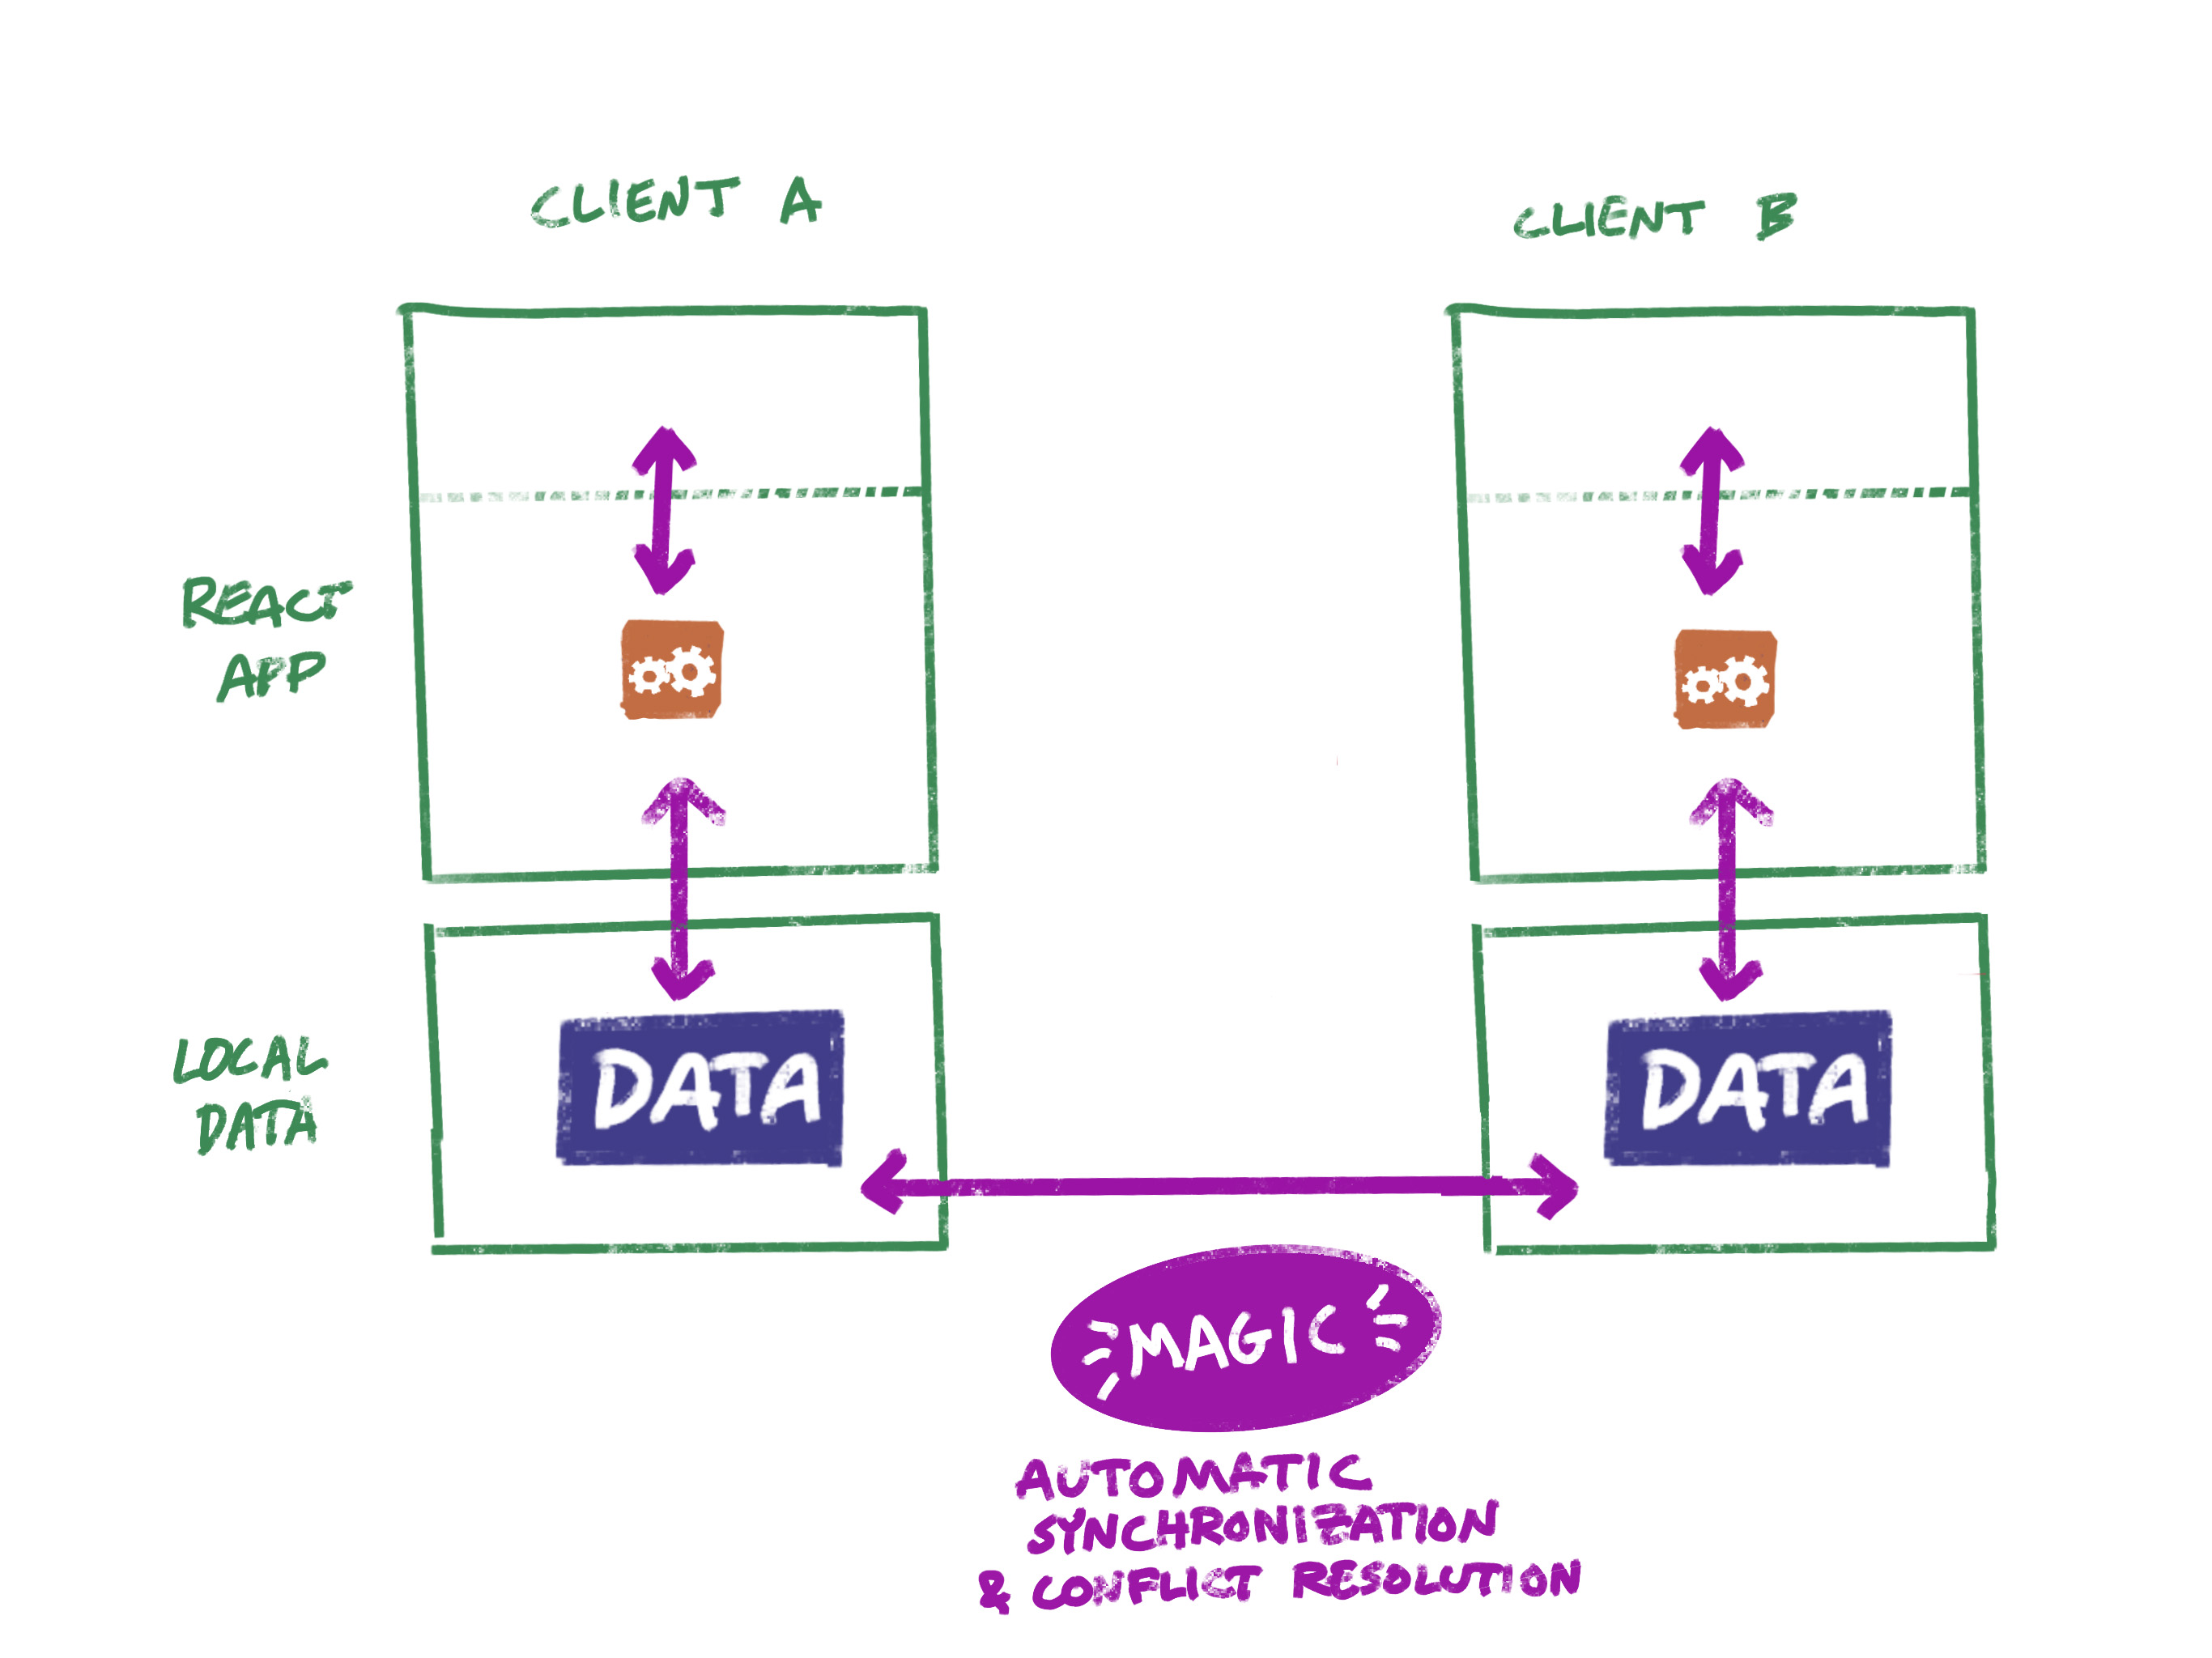 CLIENT A
CLIENT B
REACT
APP
LOCAL
DATA
DATA
DATA
MAGIC
AUTOMATIC
SYNCHRONIZATION
& CONFLICT RESOLUTION